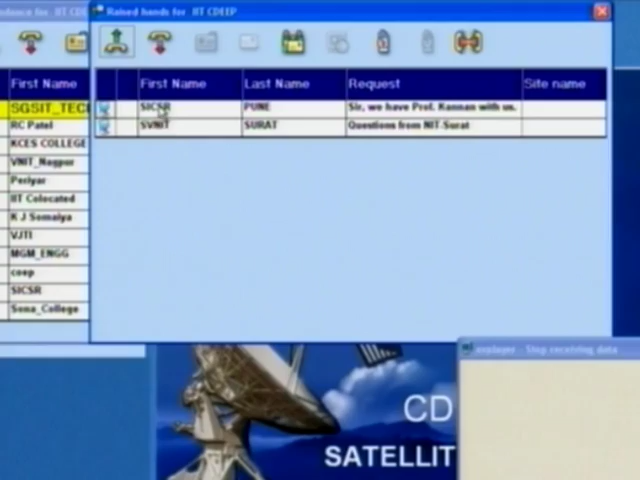 Rained hands for IIT CDEEP
First Name
Last Name
Request
Site name
SICSR
PUNE
Sir, we have Prof. Kannan with us.
SVNIT
SURAT
Questions from NIT-Surat
First Name
SGSIT_TEC
RC Patel
KCES COLLEGE
VNIT_Nagpur
Periyar
IIT Colocated
K J Somaiya
VJTI
MGM_ENGG
coep
SICSR
Sona_College
Stop receiving data
CD
SATELLIT